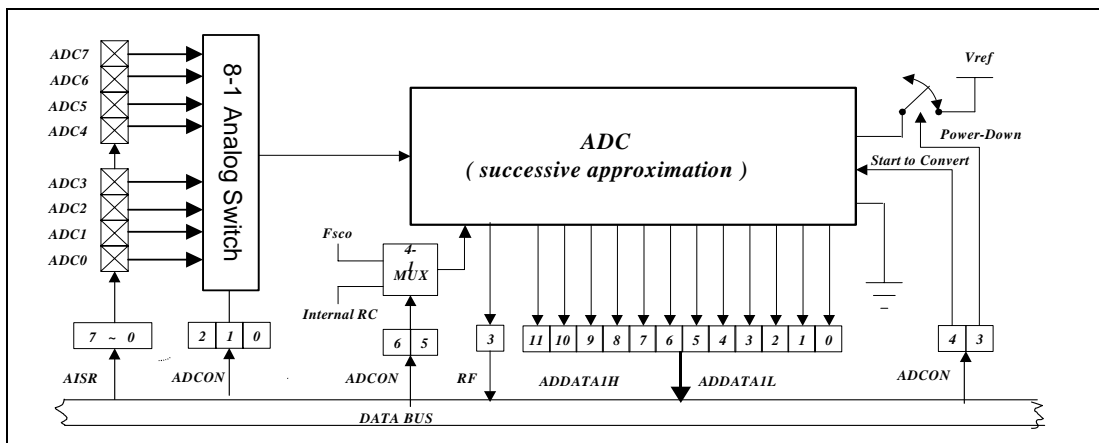 ADC7
ADC6
ADC5
ADC4
ADC3
ADC2
ADC1
ADC0
8-1 Analog Switch
ADC
( successive approximation )
Vref
Power-Down
Start to Convert
Fsco
4-1
MUX
Internal RC
7 ~ 0
2 1 0
6 5
3
11 10 9 8 7 6 5 4 3 2 1 0
4 3
AISR
ADCON
ADCON
RF
ADDATA1H
ADDATA1L
ADCON
DATA BUS